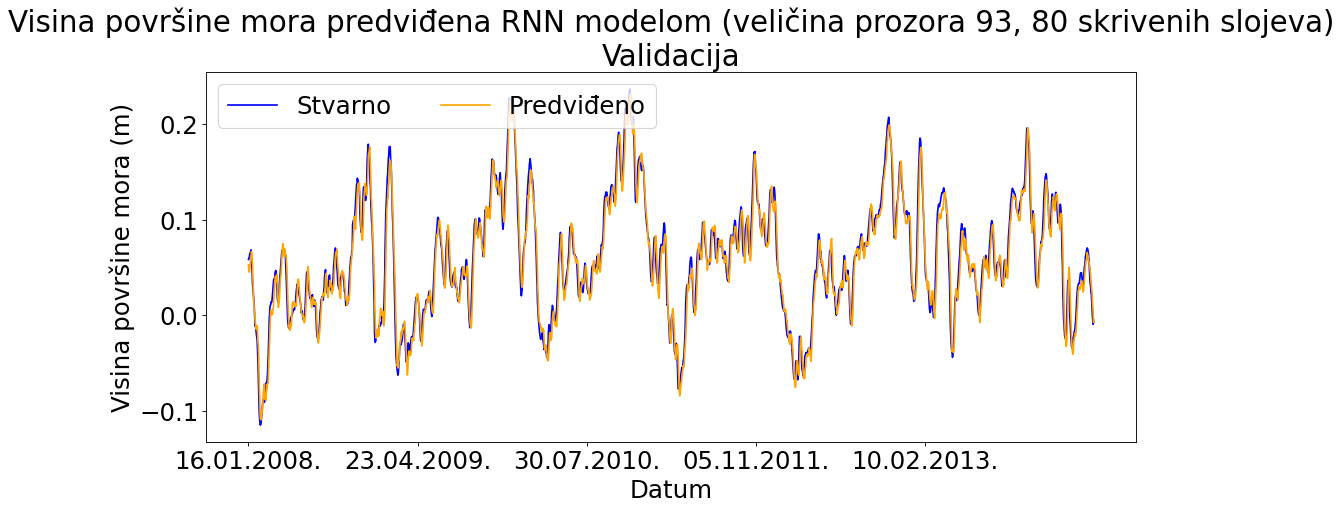 Visina površine mora predviđena RNN modelom (veličina prozora 93, 80 skrivenih slojeva)
Validacija
Stvarno Predviđeno
Visina površine mora (m)
0.2
0.1
0.0
−0.1
16.01.2008. 23.04.2009. 30.07.2010. 05.11.2011. 10.02.2013.
Datum